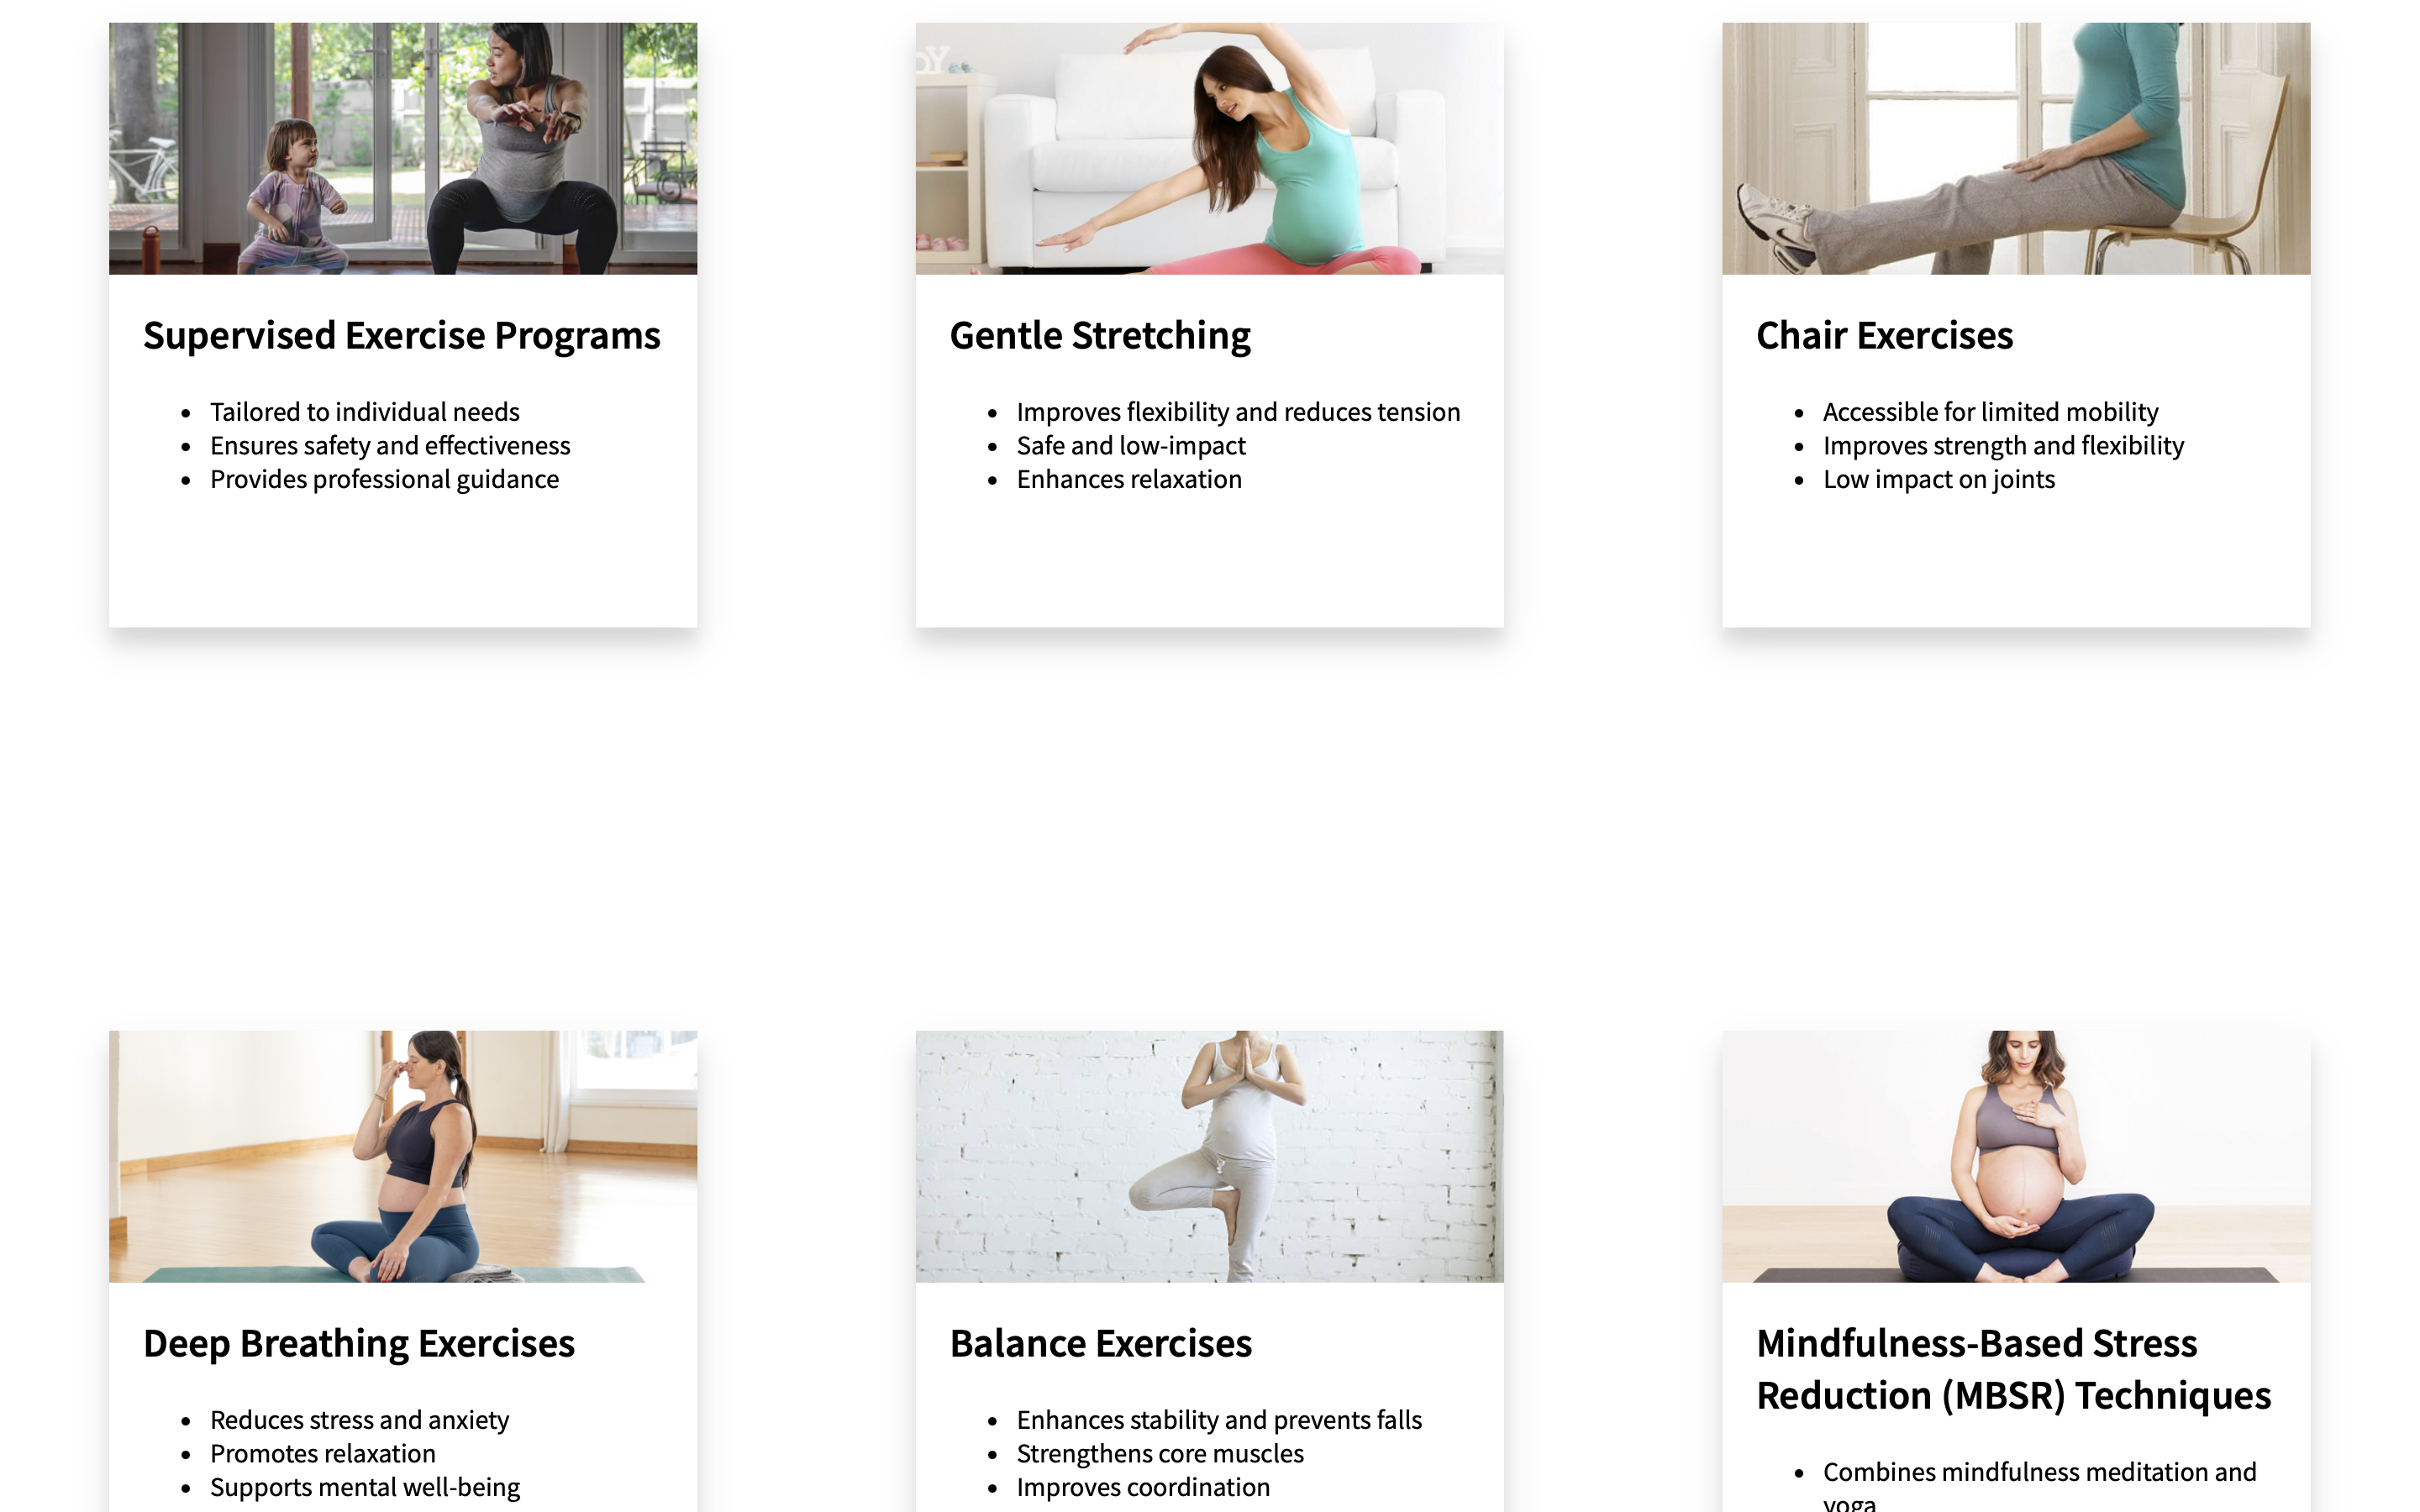 Supervised Exercise Programs
Tailored to individual needs
Ensures safety and effectiveness
Provides professional guidance
Gentle Stretching
Improves flexibility and reduces tension
Safe and low-impact
Enhances relaxation
Chair Exercises
Accessible for limited mobility
Improves strength and flexibility
Low impact on joints
Deep Breathing Exercises
Reduces stress and anxiety
Promotes relaxation
Supports mental well-being
Balance Exercises
Enhances stability and prevents falls
Strengthens core muscles
Improves coordination
Mindfulness-Based Stress
Reduction (MBSR) Techniques
Combines mindfulness meditation and
yoga